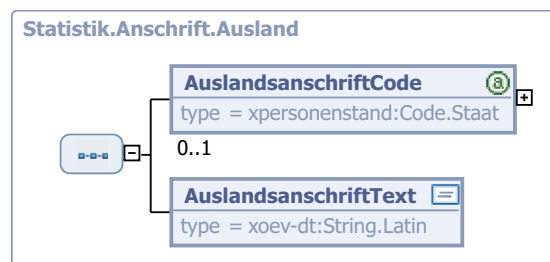 Statistik.Anschrift.Ausland
AuslandsanschriftCode
type = xpersonenstand:Code.Staat
0..1
AuslandsanschriftText
type = xoev-dt:String.Latin